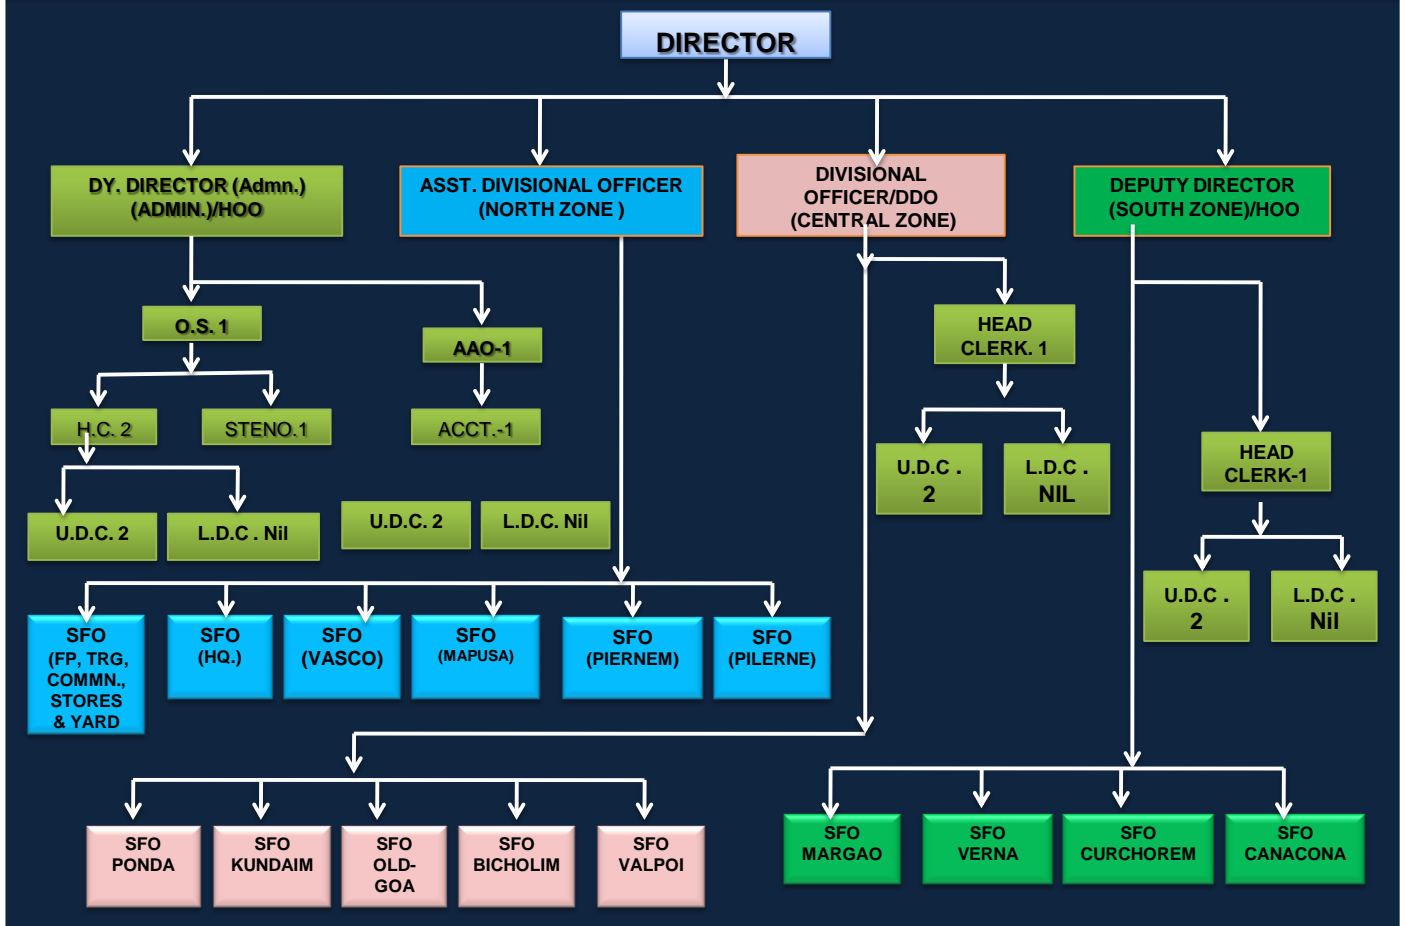 DIRECTOR
DY. DIRECTOR (Admn.)
(ADMIN.)/HOO
ASST. DIVISIONAL OFFICER
(NORTH ZONE )
DIVISIONAL
OFFICER/DDO
(CENTRAL ZONE)
DEPUTY DIRECTOR
(SOUTH ZONE)/HOO
O.S. 1
AAO-1
HEAD
CLERK. 1
H.C. 2
STENO.1
ACCT.-1
HEAD
CLERK-1
U.D.C .
2
L.D.C .
NIL
U.D.C. 2
L.D.C . Nil
U.D.C. 2
L.D.C. Nil
U.D.C .
2
L.D.C .
Nil
SFO
(FP, TRG,
COMMN.,
STORES
& YARD
SFO
(HQ.)
SFO
(VASCO)
SFO
(MAPUSA)
SFO
(PIERNEM)
SFO
(PILERNE)
SFO
PONDA
SFO
KUNDAIM
SFO
OLD-
GOA
SFO
BICHOLIM
SFO
VALPOI
SFO
MARGAO
SFO
VERNA
SFO
CURCHOREM
SFO
CANACONA